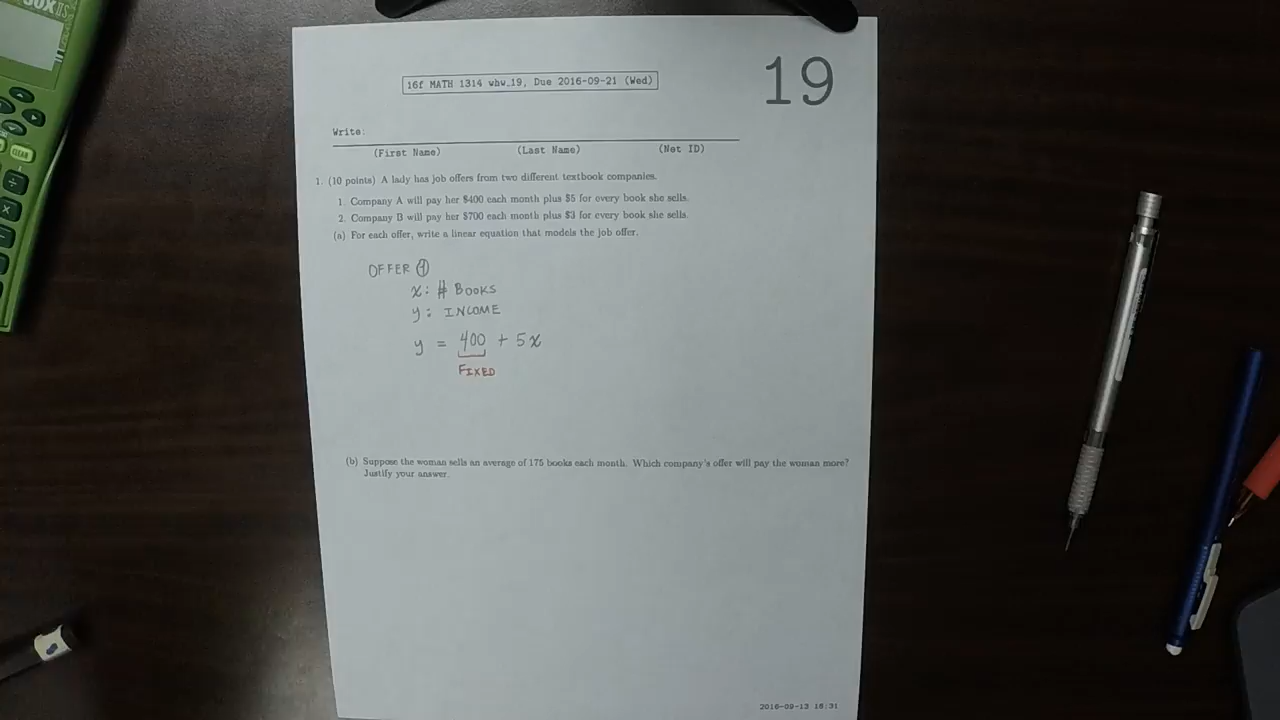 16f MATH 1314 whw.19, Due 2016-09-21 (Wed)
19
Write:
(First Name) (Last Name) (Net ID)
1. (10 points) A lady has job offers from two different textbook companies.
1. Company A will pay her $400 each month plus $5 for every book she sells.
2. Company B will pay her $700 each month plus $3 for every book she sells.
(a) For each offer, write a linear equation that models the job offer.
OFFER ①
x: # BOOKS
y: INCOME
y = 400 + 5x
FIXED
(b) Suppose the woman sells an average of 175 books each month. Which company's offer will pay the woman more?
Justify your answer.
2016-09-13 16:31
CLEAR
÷
×